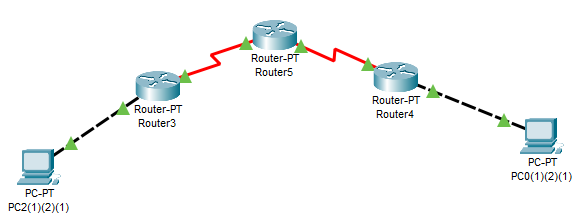 Router-PT
Router5
Router-PT
Router3
Router-PT
Router4
PC-PT
PC2(1)(2)(1)
PC-PT
PC0(1)(2)(1)